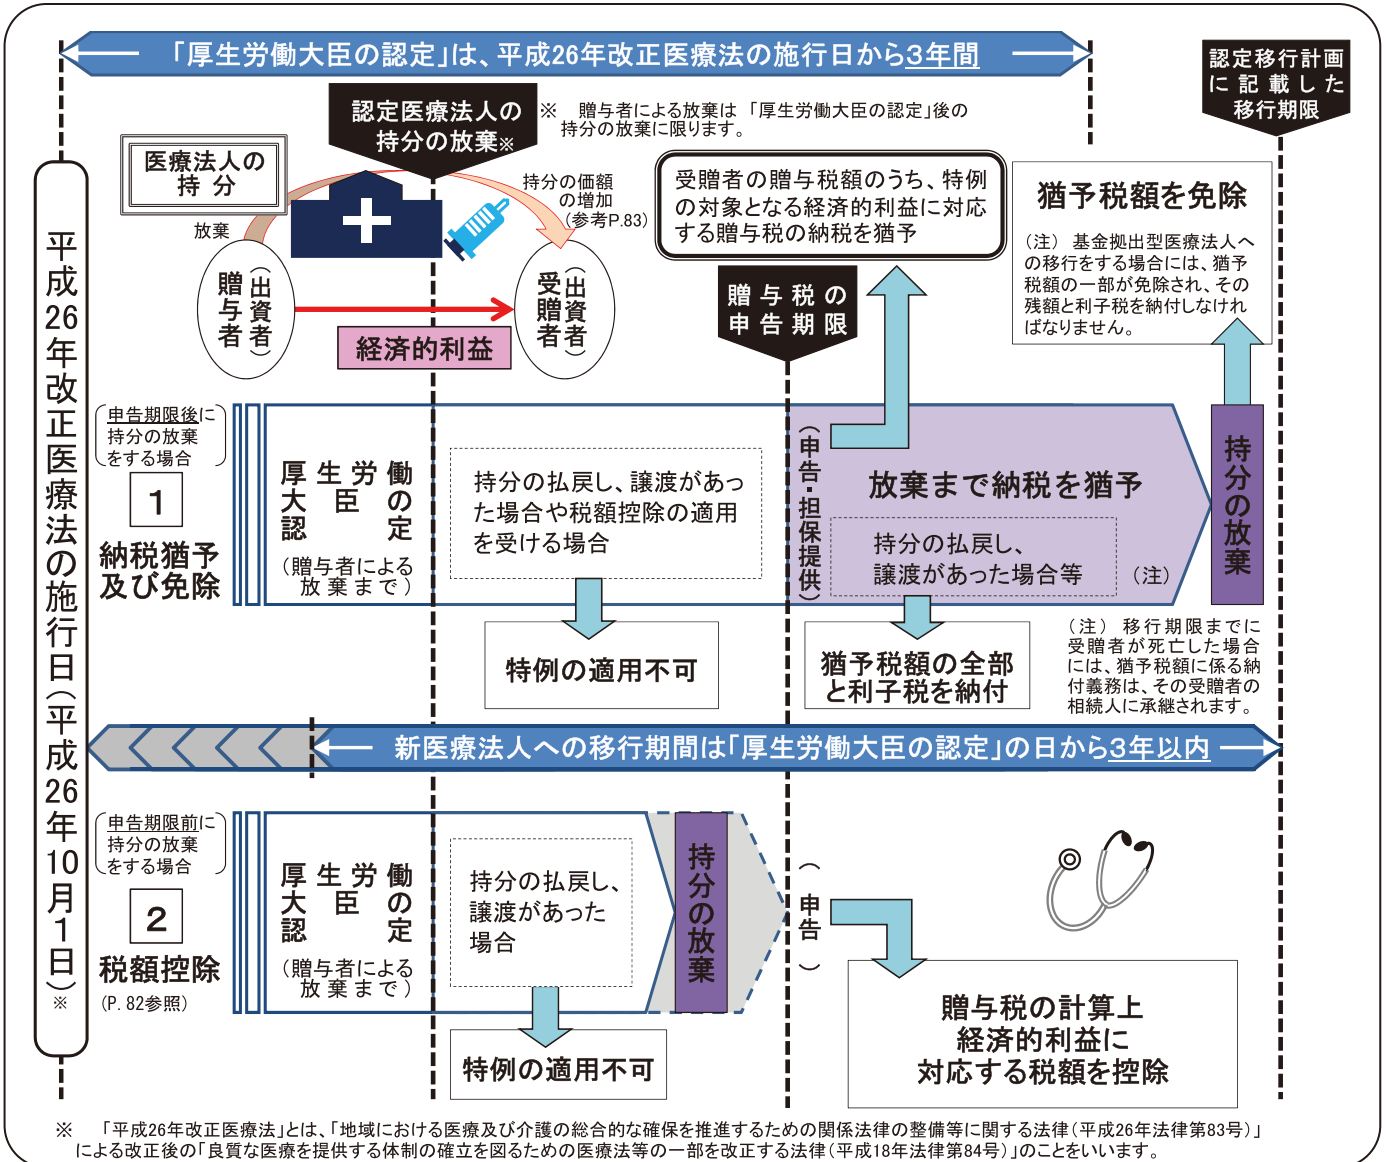 「厚生労働大臣の認定」は、平成26年改正医療法の施行日から３年間
認定移行計画
に記載した
移行期限
認定医療法人の
持分の放棄※
※　贈与者による放棄は「厚生労働大臣の認定」後の
持分の放棄に限ります。
医療法人の
持分
放棄
持分の価額
の増加
（参考P.83）
贈与者
（出資者）
受贈者
（出資者）
経済的利益
受贈者の贈与税額のうち、特例
の対象となる経済的利益に対応
する贈与税の納税を猶予
贈与税の
申告期限
猶予税額を免除
（注）基金拠出型医療法人へ
の移行をする場合には、猶予
税額の一部が免除され、その
残額と利子税を納付しなけれ
ばなりません。
平成26年改正医療法の施行日（平成26年10月１日）※
申告期限後に
持分の放棄
をする場合
1
納税猶予
及び免除
厚生労働
大臣の
認定
（贈与者による
放棄まで）
持分の払戻し、譲渡があっ
た場合や税額控除の適用
を受ける場合
特例の適用不可
（申告・担保提供）
放棄まで納税を猶予
持分の払戻し、
譲渡があった場合等
（注）
持分の放棄
猶予税額の全部
と利子税を納付
（注）移行期限までに
受贈者が死亡した場合
には、猶予税額に係る納
付義務は、その受贈者の
相続人に承継されます。
新医療法人への移行期間は「厚生労働大臣の認定」の日から３年以内
申告期限前に
持分の放棄
をする場合
2
税額控除
（P.82参照）
厚生労働
大臣の
認定
（贈与者による
放棄まで）
持分の払戻し、
譲渡があった
場合
特例の適用不可
持分の放棄
（申告）
贈与税の計算上
経済的利益に
対応する税額を控除
※　「平成26年改正医療法」とは、「地域における医療及び介護の総合的な確保を推進するための関係法律の整備等に関する法律（平成26年法律第83号）」
による改正後の「良質な医療を提供する体制の確立を図るための医療法等の一部を改正する法律（平成18年法律第84号）」のことをいいます。